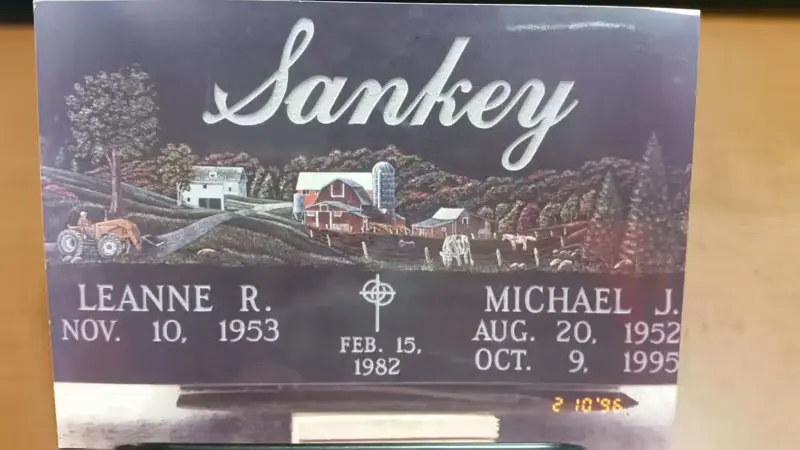 Sankey
LEANNE R.
NOV. 10, 1953
FEB. 15,
1982
MICHAEL J.
AUG. 20, 1952
OCT. 9, 1995
2 10 '96